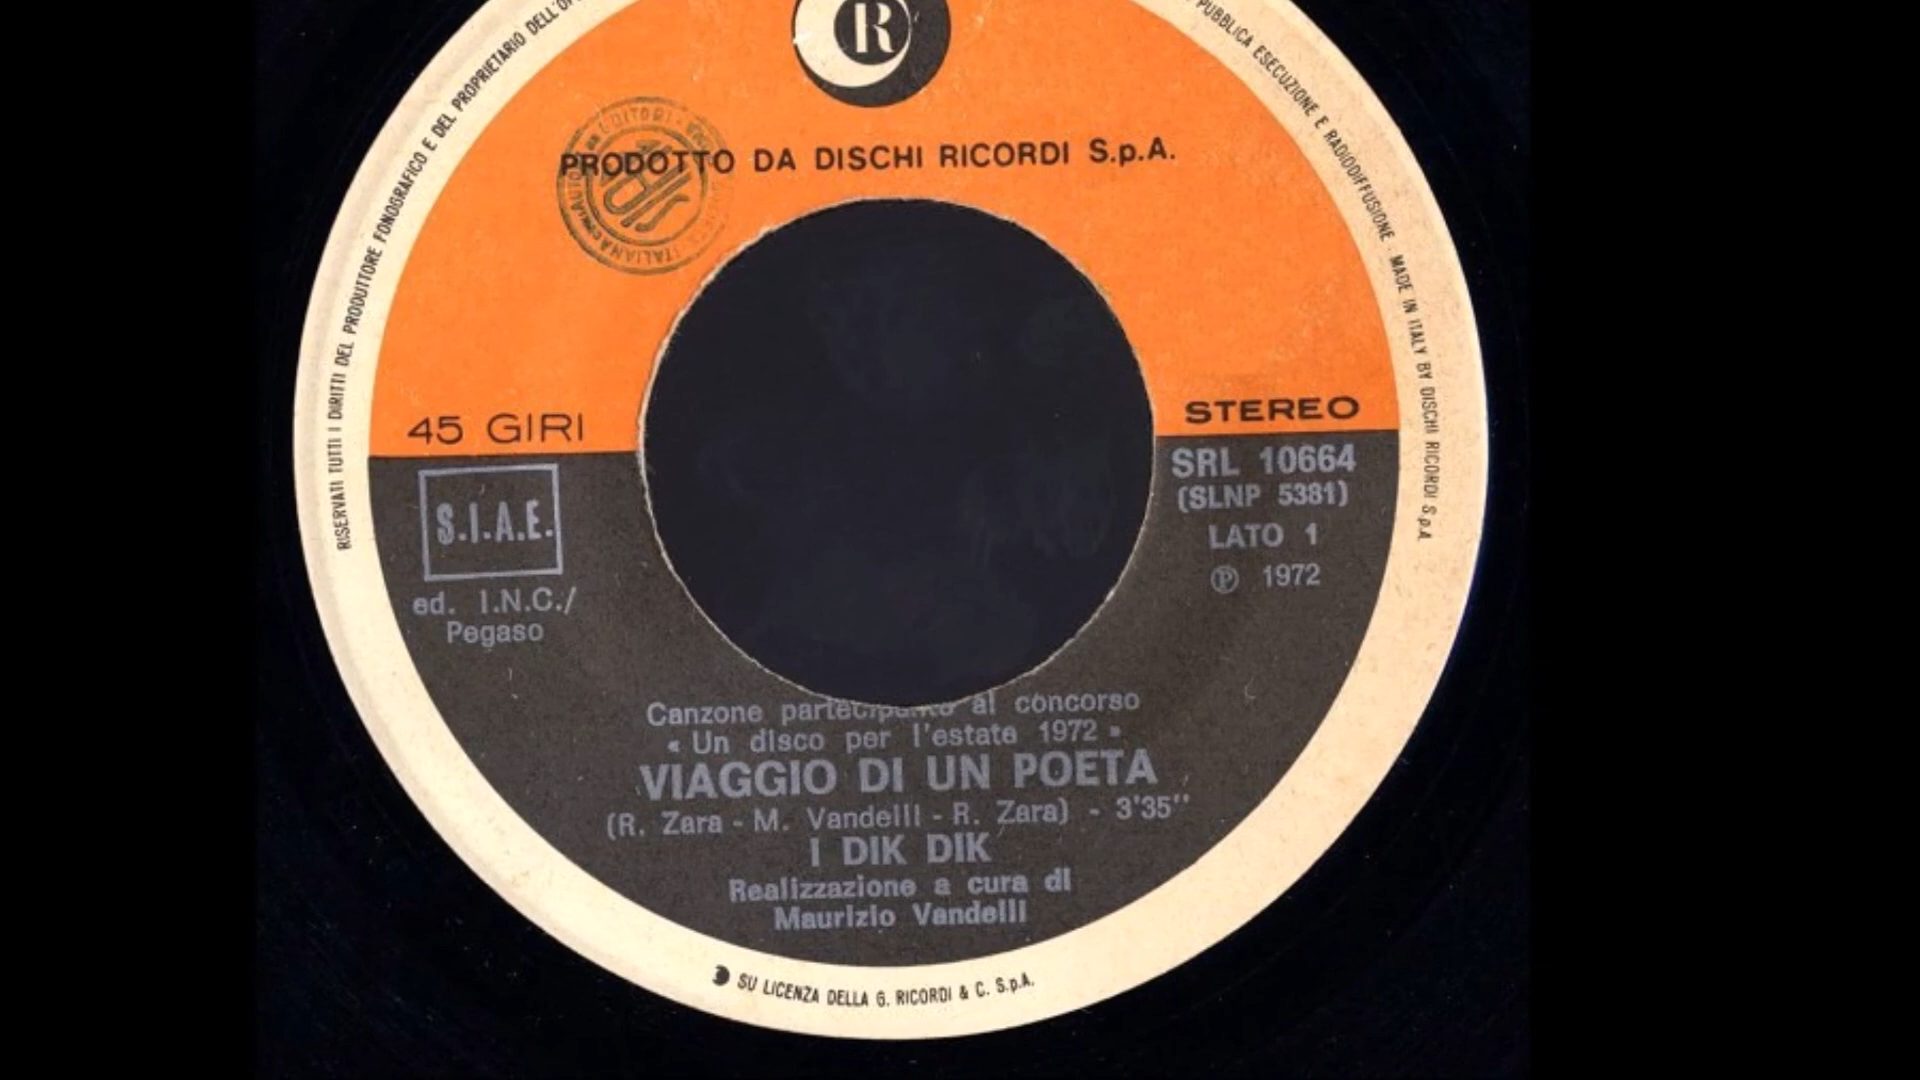 R
RISERVATI TUTTI I DIRITTI DEL PRODUTTORE FONOGRAFICO E DEL PROPRIETARIO
PUBBLICA ESECUZIONE E RADIODIFFUSIONE · MADE IN ITALY BY DISCHI RICORDI S.p.A.
PRODOTTO DA DISCHI RICORDI S.p.A.
45 GIRI
STEREO
S.I.A.E.
ed. I.N.C./
Pegaso
SRL 10664
(SLNP 5381)
LATO 1
Ⓟ 1972
Canzone partecipante al concorso
« Un disco per l'estate 1972 »
VIAGGIO DI UN POETA
(R. Zara - M. Vandelli - R. Zara) - 3'35''
I DIK DIK
Realizzazione a cura di
Maurizio Vandelli
SU LICENZA DELLA G. RICORDI & C. S.p.A.